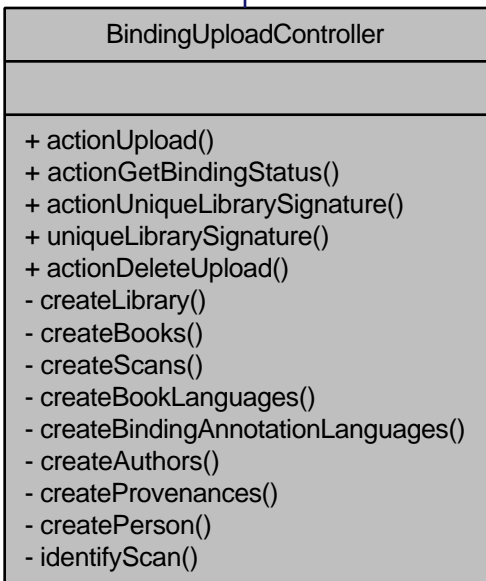 BindingUploadController
+ actionUpload()
+ actionGetBindingStatus()
+ actionUniqueLibrarySignature()
+ uniqueLibrarySignature()
+ actionDeleteUpload()
- createLibrary()
- createBooks()
- createScans()
- createBookLanguages()
- createBindingAnnotationLanguages()
- createAuthors()
- createProvenances()
- createPerson()
- identifyScan()